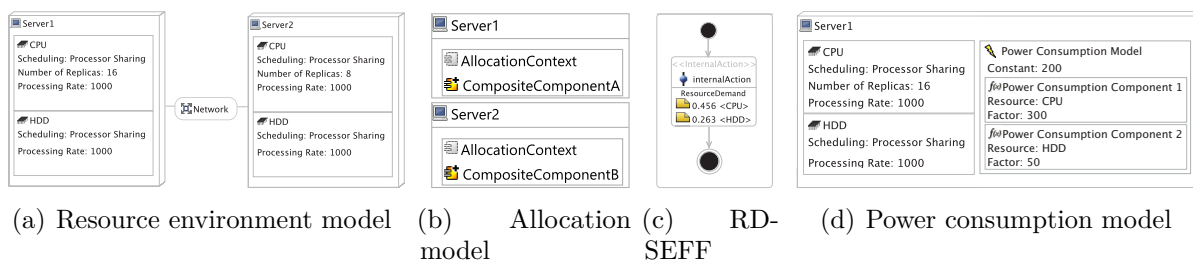 Server1
CPU
Scheduling: Processor Sharing
Number of Replicas: 16
Processing Rate: 1000
HDD
Scheduling: Processor Sharing
Processing Rate: 1000
Network
Server2
CPU
Scheduling: Processor Sharing
Number of Replicas: 8
Processing Rate: 1000
HDD
Scheduling: Processor Sharing
Processing Rate: 1000
(a) Resource environment model
Server1
AllocationContext
CompositeComponentA
Server2
AllocationContext
CompositeComponentB
(b) Allocation
model
<<InternalAction>>
internalAction
ResourceDemand
0.456 <CPU>
0.263 <HDD>
(c) RD-
SEFF
Server1
CPU
Scheduling: Processor Sharing
Number of Replicas: 16
Processing Rate: 1000
HDD
Scheduling: Processor Sharing
Processing Rate: 1000
Power Consumption Model
Constant: 200
f(x) Power Consumption Component 1
Resource: CPU
Factor: 300
f(x) Power Consumption Component 2
Resource: HDD
Factor: 50
(d) Power consumption model